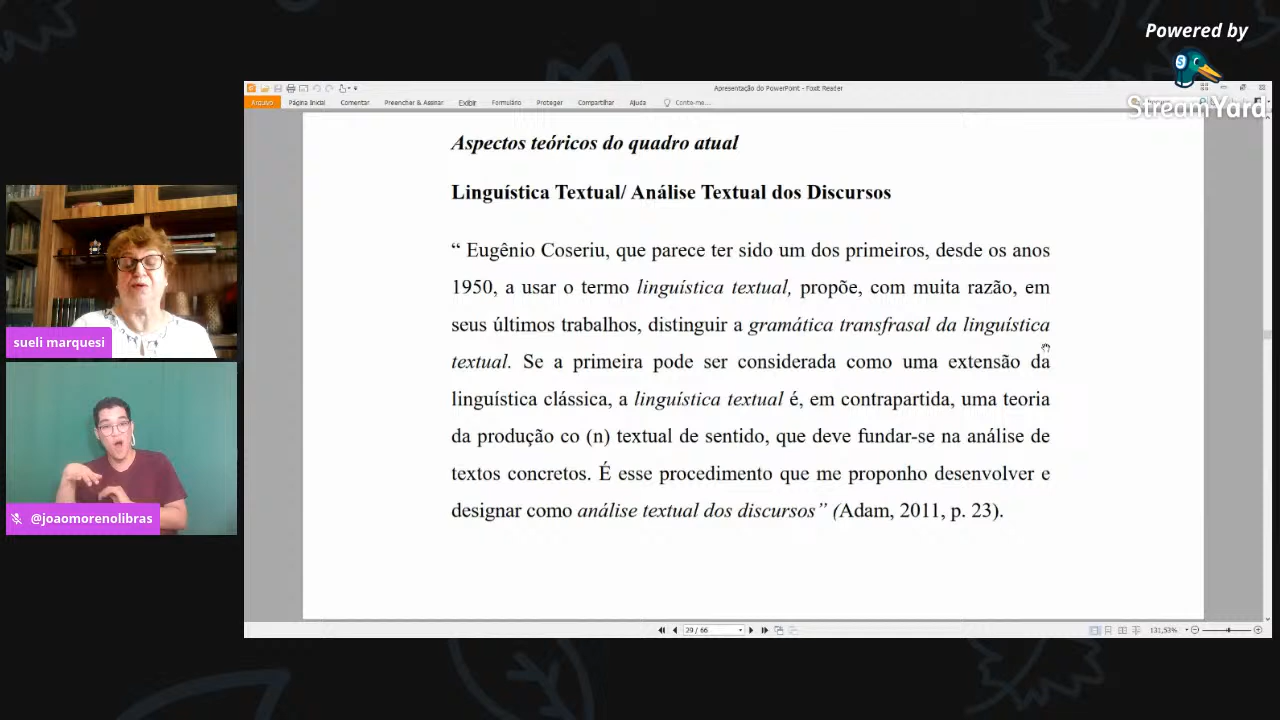 Powered by
StreamYard
Apresentação do PowerPoint - Foxit Reader
Arquivo Página Inicial Comentar Preencher & Assinar Exibir Formulário Proteger Compartilhar Ajuda Conte-me...
Aspectos teóricos do quadro atual
Linguística Textual/ Análise Textual dos Discursos
“ Eugênio Coseriu, que parece ter sido um dos primeiros, desde os anos
1950, a usar o termo linguística textual, propõe, com muita razão, em
seus últimos trabalhos, distinguir a gramática transfrasal da linguística
textual. Se a primeira pode ser considerada como uma extensão da
linguística clássica, a linguística textual é, em contrapartida, uma teoria
da produção co (n) textual de sentido, que deve fundar-se na análise de
textos concretos. É esse procedimento que me proponho desenvolver e
designar como análise textual dos discursos” (Adam, 2011, p. 23).
sueli marquesi
@joaomorenolibras
29 / 66
131,53%